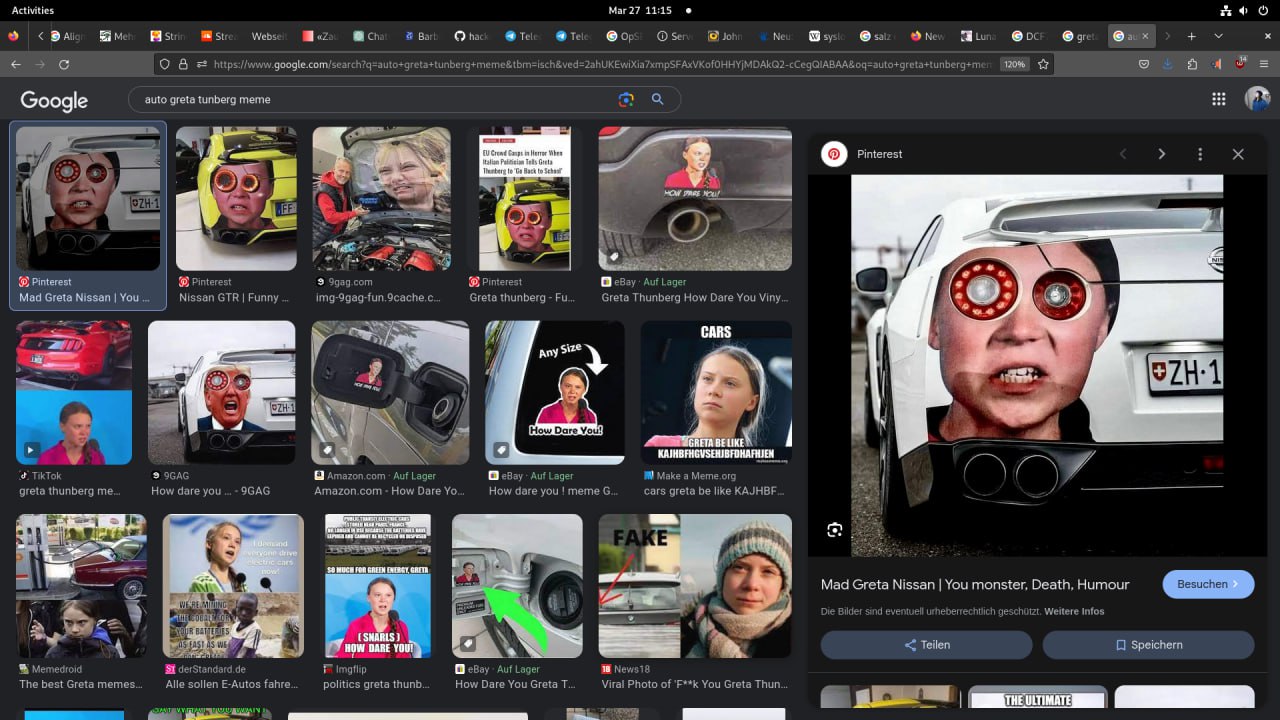 Activities
Mar 27 11:15
Align
Meh
Strin
Strea
Webseit
«Zau
Chat
Barb
hack
Tele
Tele
OpS
Serv
John
Neu
syslo
salz
New
Luna
DCF
greta
au
https://www.google.com/search?q=auto+greta+tunberg+meme&tbm=isch&ved=2ahUKEwiXia7xmpSFAxVKof0HHYjMDAkQ2-cCegQIABAA&oq=auto+greta+tunberg+mem
120%
14
Google
auto greta tunberg meme
Pinterest
ZH-1
EU Crowd Gasps in Horror When
Italian Politician Tells Greta
Thunberg to 'Go Back to School'
HOW DARE YOU!
Pinterest
Mad Greta Nissan | You ...
Pinterest
Nissan GTR | Funny ...
9gag.com
img-9gag-fun.9cache.c...
Pinterest
Greta thunberg - Fu...
eBay · Auf Lager
Greta Thunberg How Dare You Viny...
ZH·1
Any Size
How Dare You!
CARS
GRETA BE LIKE
KAJHBFHGVSEHJBFDHAFHJEN
TikTok
greta thunberg me...
9GAG
How dare you ... - 9GAG
Amazon.com · Auf Lager
Amazon.com - How Dare Yo...
eBay · Auf Lager
How dare you ! meme G...
Make a Meme.org
cars greta be like KAJHBF...
I demand
everyone drive
electric cars
now!
WE'RE MINING
THE COBALT FOR
YOUR BATTERIES
AS FAST AS WE
SO MUCH FOR GREEN ENERGY, GRETA
( SNARLS )
HOW DARE YOU!
FAKE
Mad Greta Nissan | You monster, Death, Humour
Besuchen
Die Bilder sind eventuell urheberrechtlich geschützt. Weitere Infos
Teilen
Speichern
Memedroid
The best Greta memes...
derStandard.de
Alle sollen E-Autos fahre...
Imgflip
politics greta thunb...
eBay · Auf Lager
How Dare You Greta T...
News18
Viral Photo of 'F**k You Greta Thun...
SAY WHAT YOU WANT
THE ULTIMATE